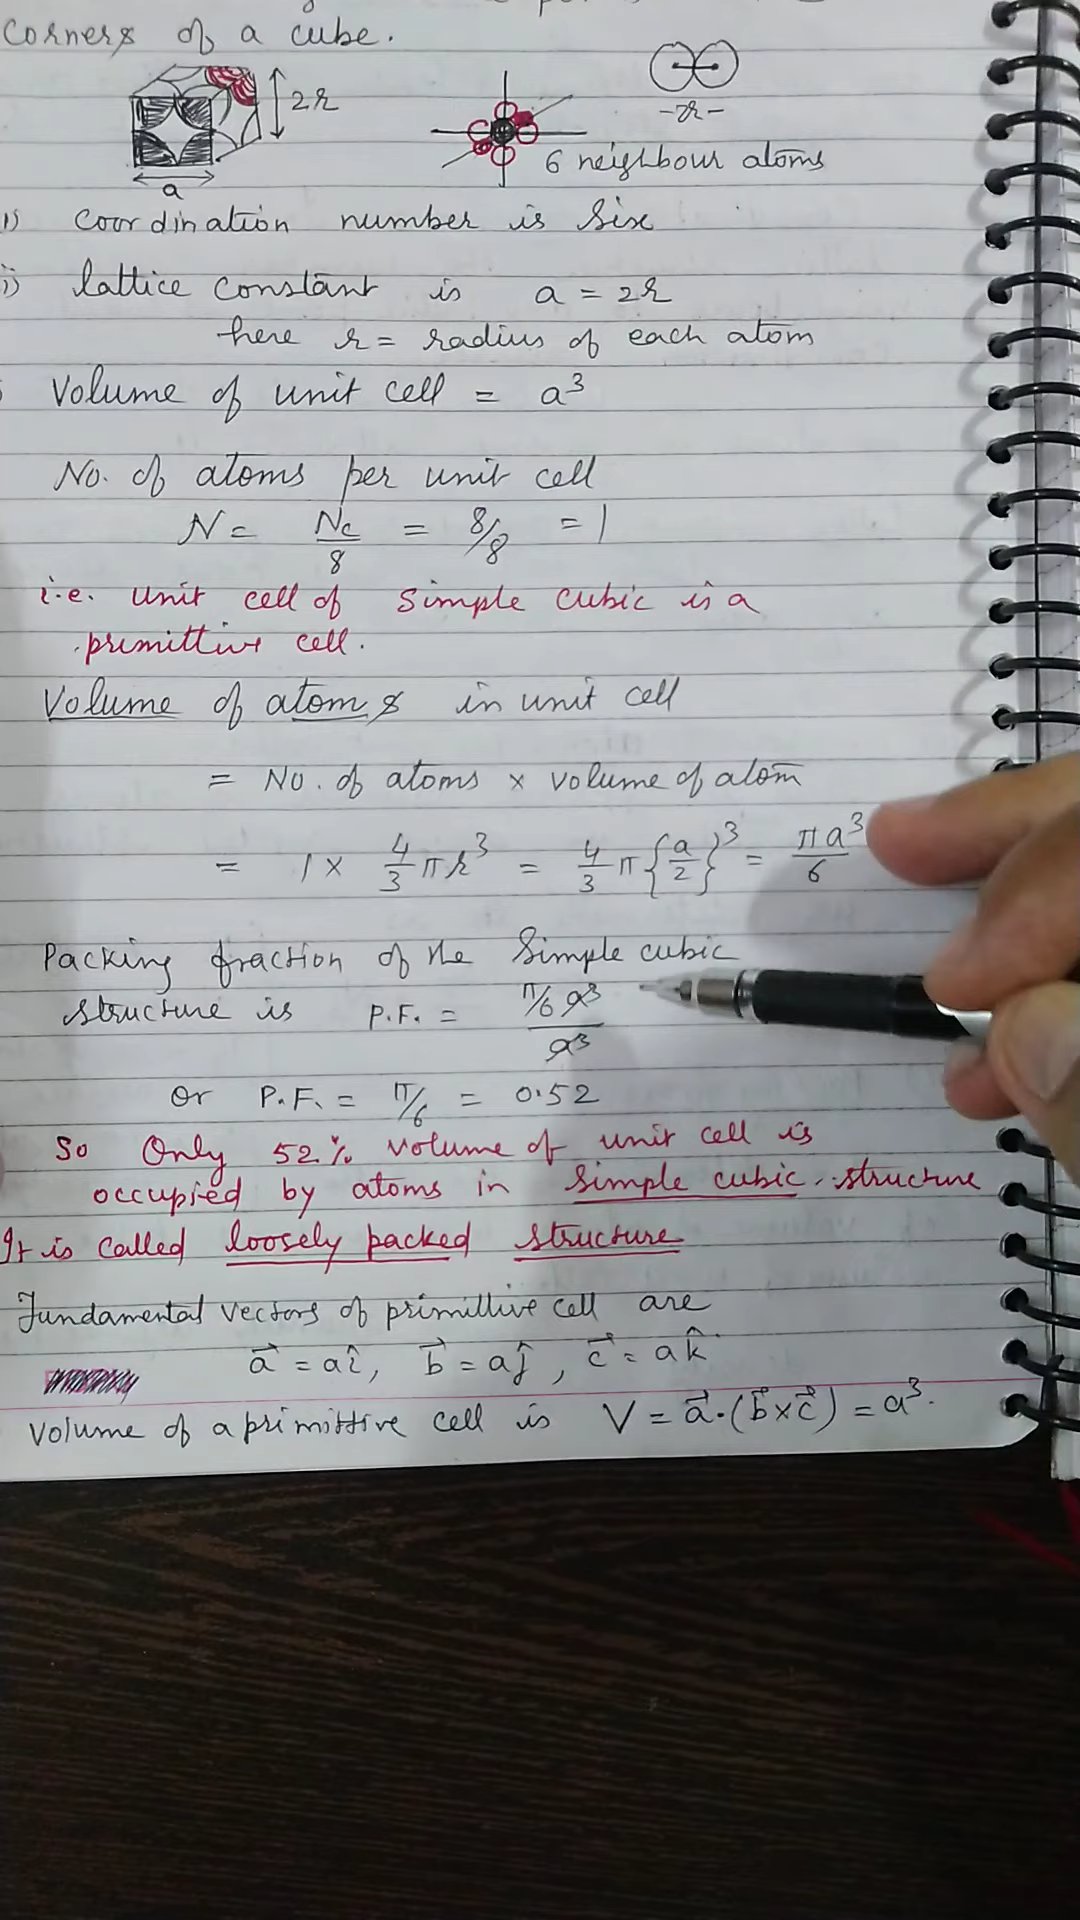 corners of a cube.
2r
-r-
6 neighbour atoms
a
1) Coordination number is Six
i) lattice constant is a = 2r
here r = radius of each atom
Volume of unit cell = a³
No. of atoms per unit cell
N = Nc/8 = 8/8 = 1
i.e. unit cell of simple cubic is a
primittive cell.
Volume of atoms in unit cell
= No. of atoms × volume of atom
= 1 × 4/3 π r³ = 4/3 π {a/2}³ = πa³/6
Packing fraction of the Simple cubic
structure is P.F. = π/6 a³ / a³
Or P.F. = π/6 = 0.52
So Only 52% volume of unit cell is
occupied by atoms in simple cubic structure
It is called loosely packed structure
Fundamental vectors of primittive cell are
a⃗ = aî, b⃗ = aĵ, c⃗ = ak̂
Volume of a primittive cell is V = a⃗·(b⃗×c⃗) = a³.